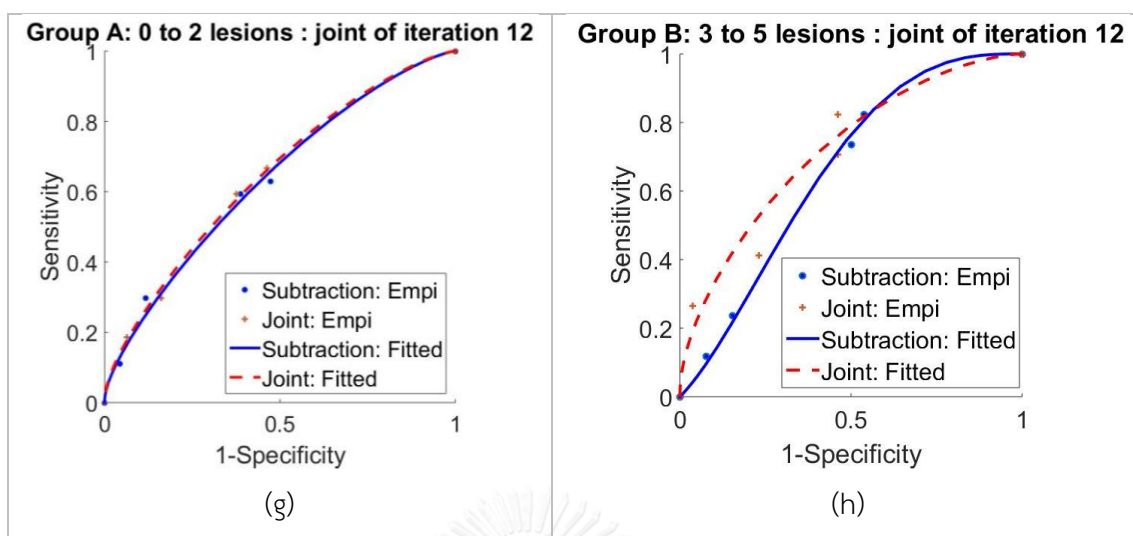 Group A: 0 to 2 lesions : joint of iteration 12
1
0.8
0.6
0.4
0.2
0
Sensitivity
Subtraction: Empi
Joint: Empi
Subtraction: Fitted
Joint: Fitted
0
0.5
1
1-Specificity
(g)
Group B: 3 to 5 lesions : joint of iteration 12
1
0.8
0.6
0.4
0.2
0
Sensitivity
Subtraction: Empi
Joint: Empi
Subtraction: Fitted
Joint: Fitted
0
0.5
1
1-Specificity
(h)